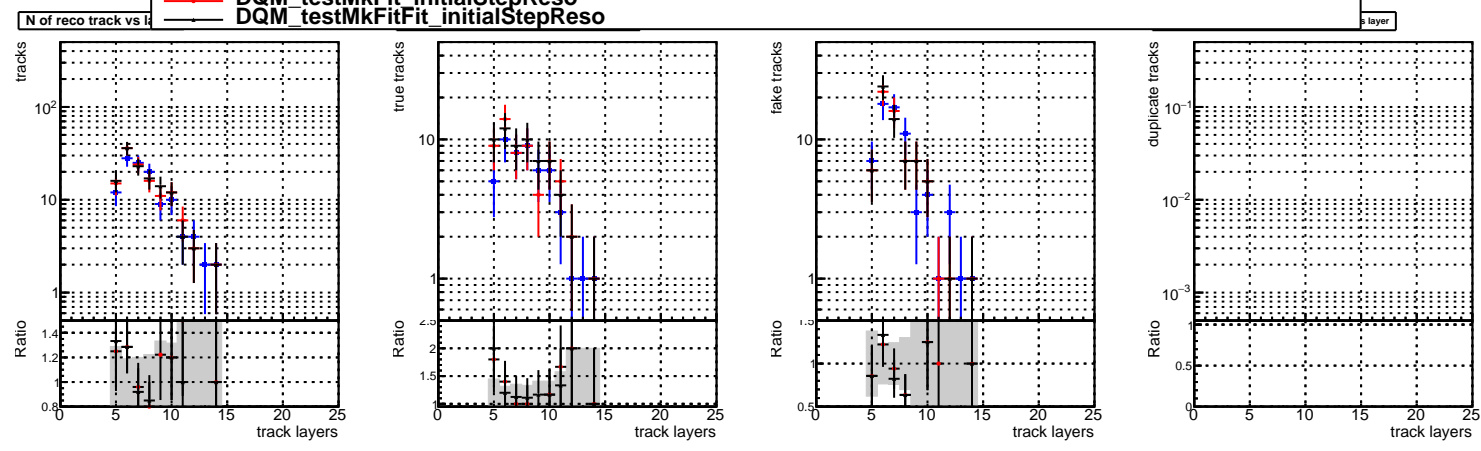 DQM_testMkFitFit_initialStepReso
DQM_testMkFitFit_initialStepReso
N of reco track vs la
s layer
tracks
10²
10
1
Ratio
1.4
1.2
1
0.8
0 5 10 15 20 25
track layers
true tracks
10
1
Ratio
2.5
2
1.5
1
0 5 10 15 20 25
track layers
fake tracks
10
1
Ratio
1.5
1
0.5
0 5 10 15 20 25
track layers
duplicate tracks
10⁻¹
10⁻²
10⁻³
Ratio
1
0.5
0
0 5 10 15 20 25
track layers